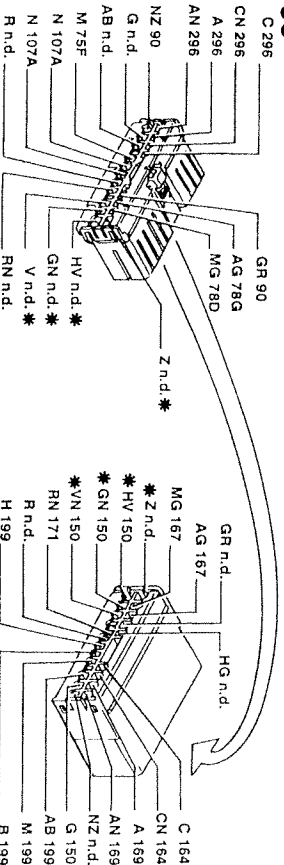 C 296
CN 296
A 296
AN 296
NZ 90
G n.d.
AB n.d.
M 75F
N 107A
N 107A
R n.d.
GR 90
AG 78G
MG 78D
Z n.d.✱
HV n.d.✱
GN n.d.✱
V n.d.✱
RN n.d.
GR n.d.
HG n.d.
AG 167
MG 167
✱ Z n.d.
✱ HV 150
✱ GN 150
✱VN 150
RN 171
R n.d.
H 199
C 164
CN 164
A 169
AN 169
NZ n.d.
G 150
AB 199
M 199
B 199